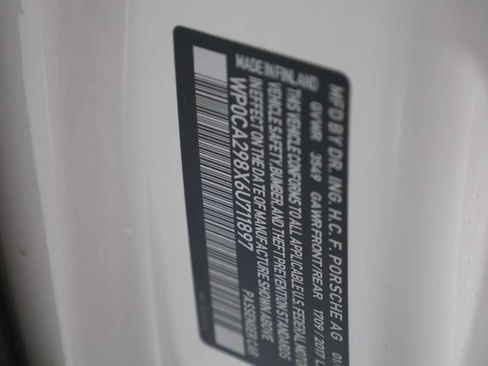 MFD BY DR. ING. H.C. F. PORSCHE AG 01/
GVWR 3549 GAWR FRONT/REAR 1709 / 2017 L
THIS VEHICLE CONFORMS TO ALL APPLICABLE U.S. FEDERAL MOTOR
VEHICLE SAFETY, BUMPER, AND THEFT PREVENTION STANDARDS
IN EFFECT ON THE DATE OF MANUFACTURE SHOWN ABOVE
WP0CA298X6U711897 PASSENGER CAR
MADE IN FINLAND